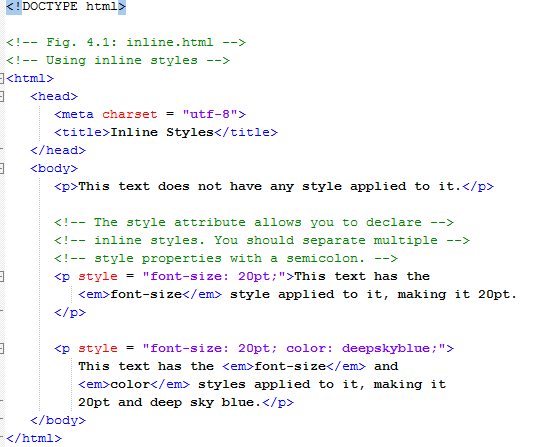 <!DOCTYPE html>
<!-- Fig. 4.1: inline.html -->
<!-- Using inline styles -->
<html>
<head>
<meta charset = "utf-8">
<title>Inline Styles</title>
</head>
<body>
<p>This text does not have any style applied to it.</p>
<!-- The style attribute allows you to declare -->
<!-- inline styles. You should separate multiple -->
<!-- style properties with a semicolon. -->
<p style = "font-size: 20pt;">This text has the
<em>font-size</em> style applied to it, making it 20pt.
</p>
<p style = "font-size: 20pt; color: deepskyblue;">
This text has the <em>font-size</em> and
<em>color</em> styles applied to it, making it
20pt and deep sky blue.</p>
</body>
</html>